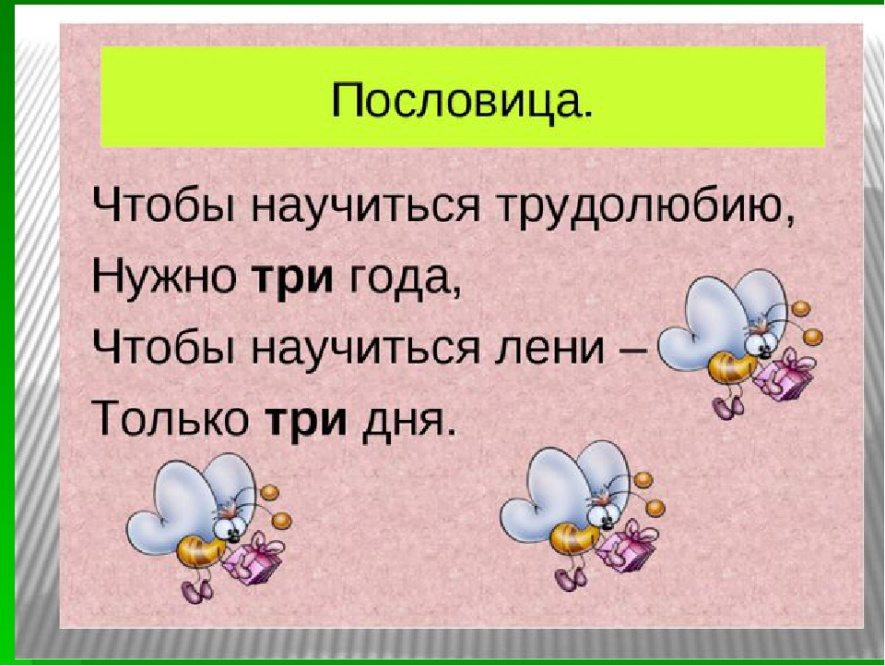 Пословица.
Чтобы научиться трудолюбию,
Нужно три года,
Чтобы научиться лени –
Только три дня.